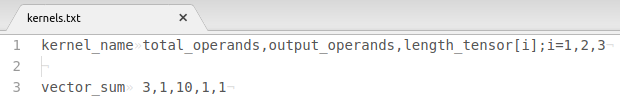 kernels.txt ×
1 kernel_name»total_operands,output_operands,length_tensor[i];i=1,2,3¬
2 ¬
3 vector_sum» 3,1,10,1,1¬